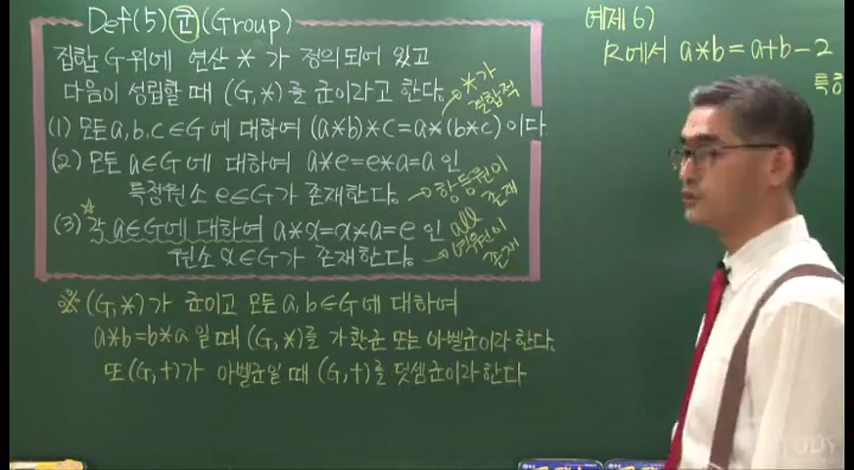 Def(5) 군 (Group)
집합 G위에 연산 * 가 정의되어 있고
다음이 성립할 때 (G,*)를 군이라고 한다.
*가 결합적
(1) 모든 a,b,c∈G 에 대하여 (a*b)*c=a*(b*c) 이다
(2) 모든 a∈G에 대하여 a*e=e*a=a 인
특정원소 e∈G가 존재한다. → 항등원이 존재
☆
(3) 각 a∈G에 대하여 a*x=x*a=e 인
원소 x∈G가 존재한다. → all 역원이 존재
※ (G,*)가 군이고 모든 a,b∈G에 대하여
a*b=b*a 일 때 (G,*)를 가환군 또는 아벨군이라 한다.
또 (G,+)가 아벨군일 때 (G,+)를 덧셈군이라 한다
예제 6)
R에서 a*b=a+b-2